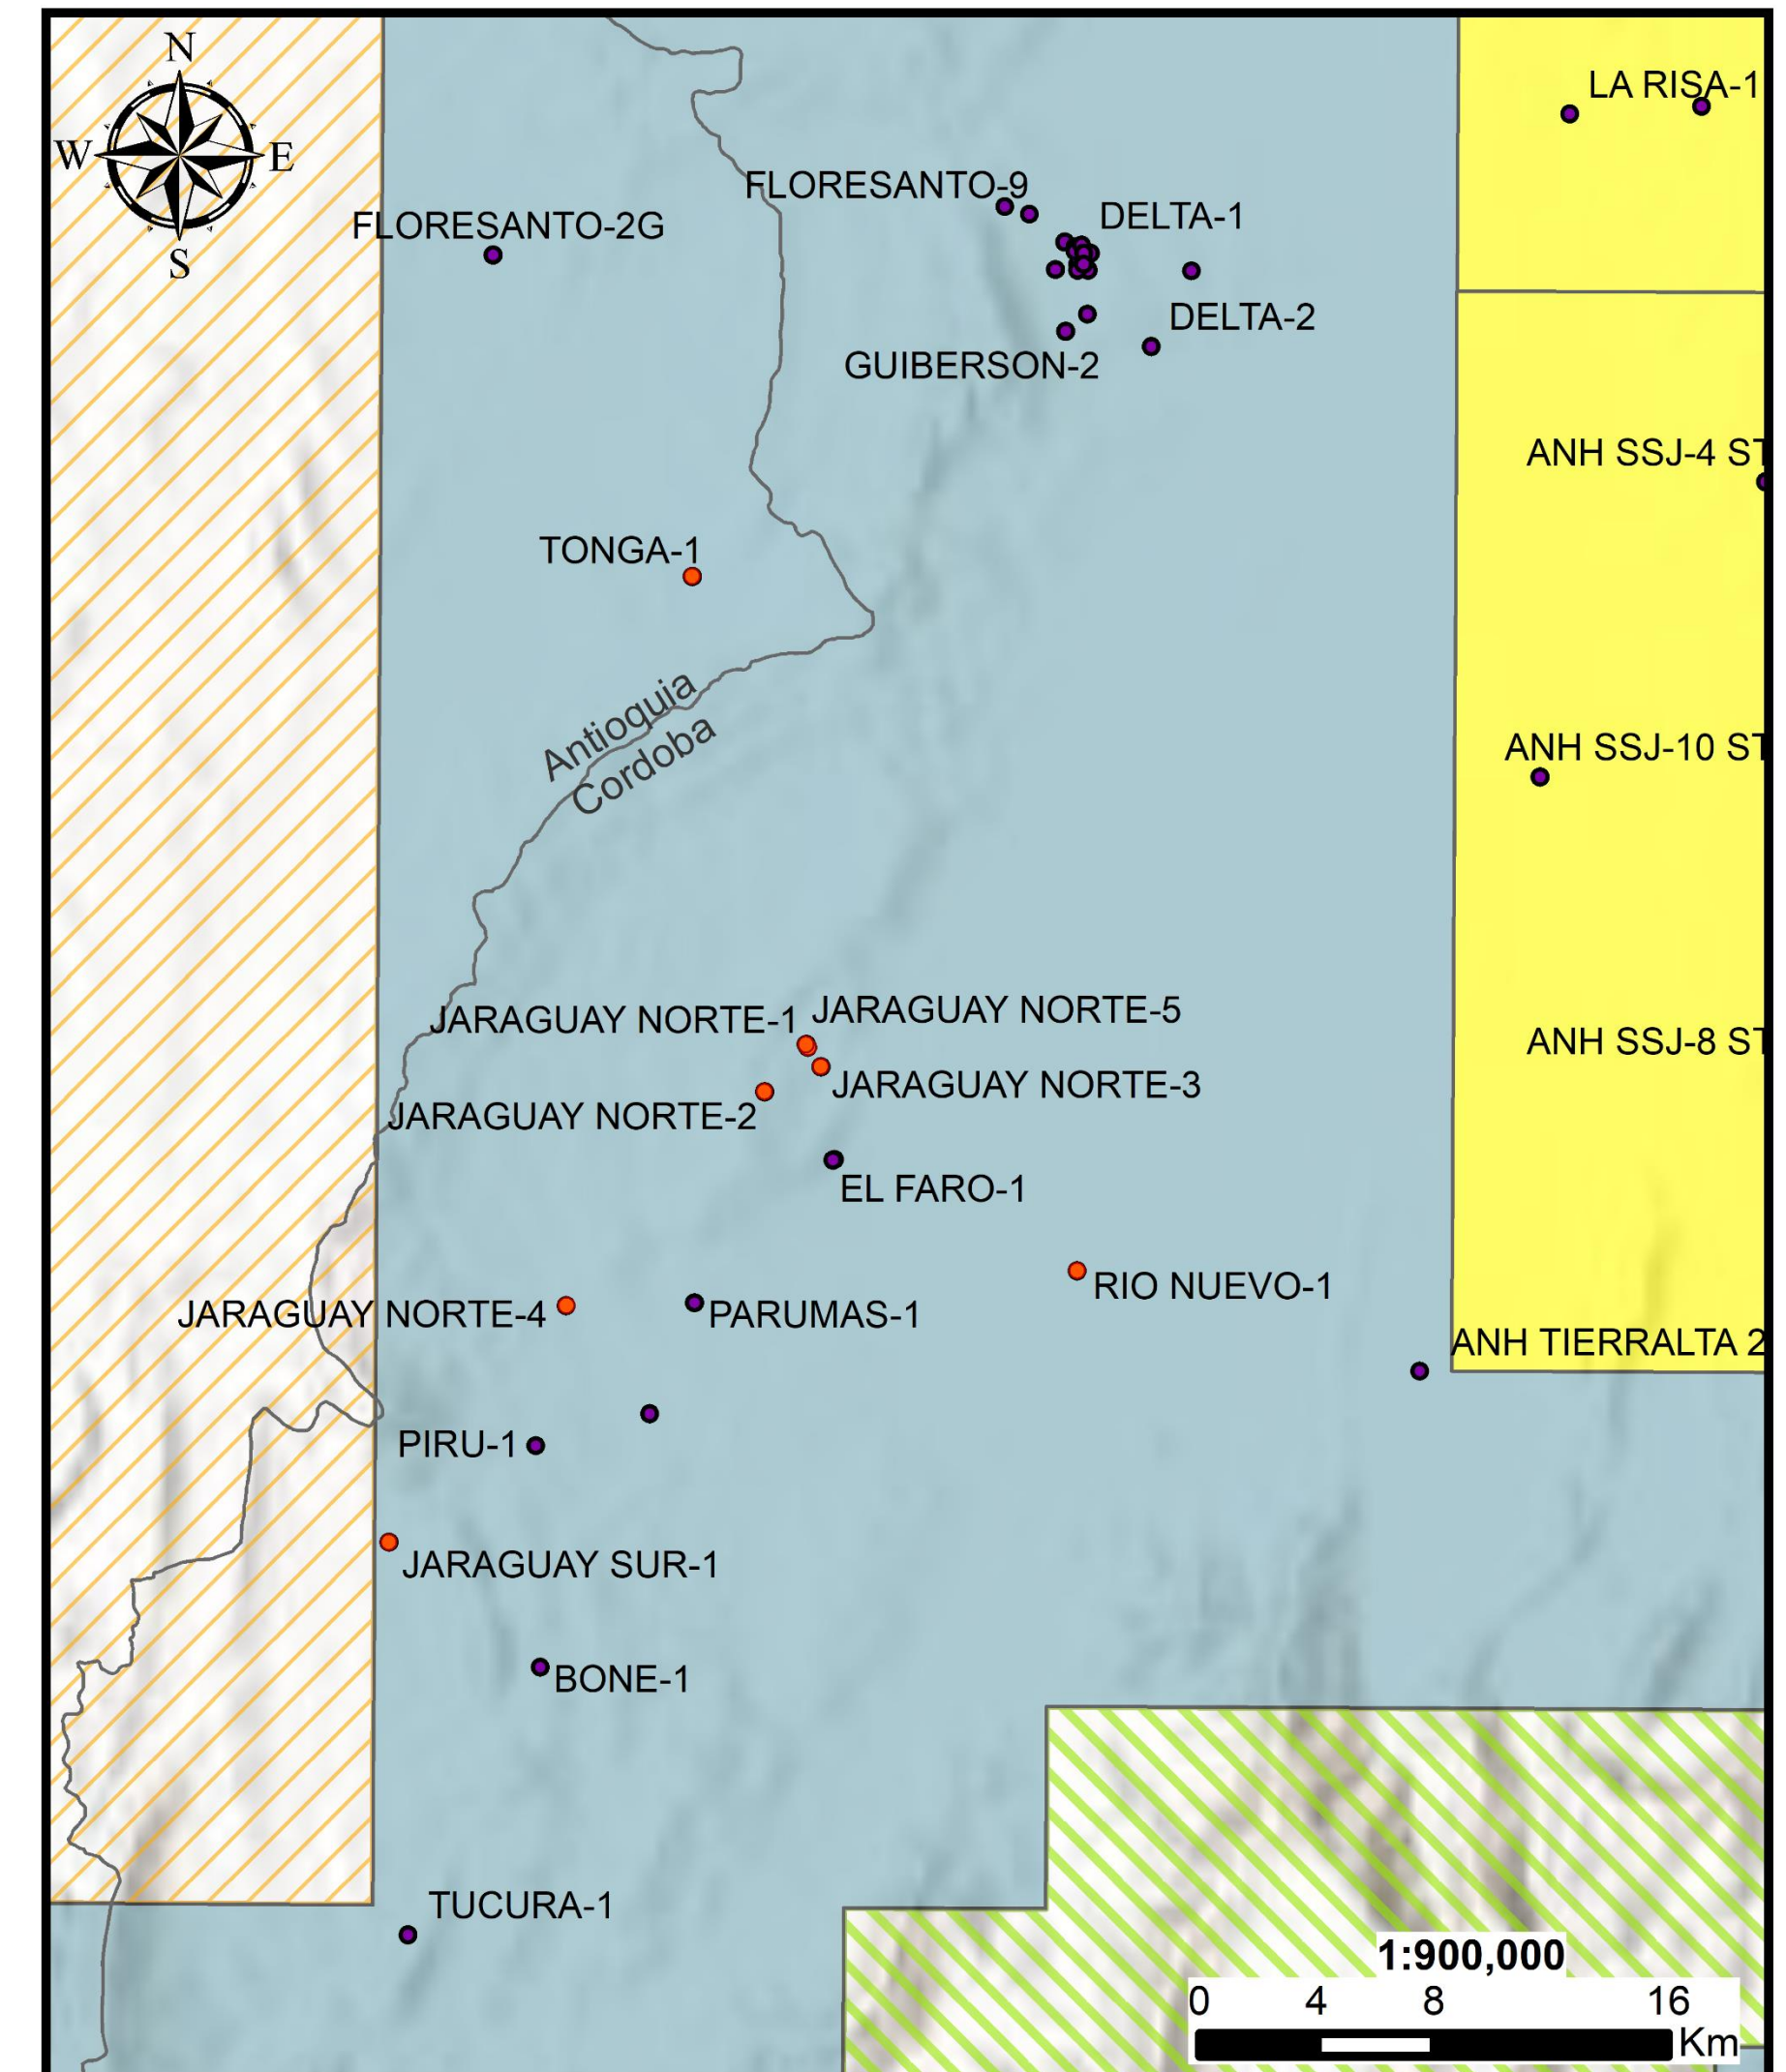 N
LA RISA-1
W
E
FLORESANTO-9
DELTA-1
FLORESANTO-2G
S
DELTA-2
GUIBERSON-2
ANH SSJ-4 ST
TONGA-1
Antioquia
Cordoba
ANH SSJ-10 ST
JARAGUAY NORTE-1
JARAGUAY NORTE-5
ANH SSJ-8 ST
JARAGUAY NORTE-3
JARAGUAY NORTE-2
EL FARO-1
RIO NUEVO-1
JARAGUAY NORTE-4
PARUMAS-1
ANH TIERRALTA 2
PIRU-1
JARAGUAY SUR-1
BONE-1
TUCURA-1
1:900,000
0 4 8 16
Km